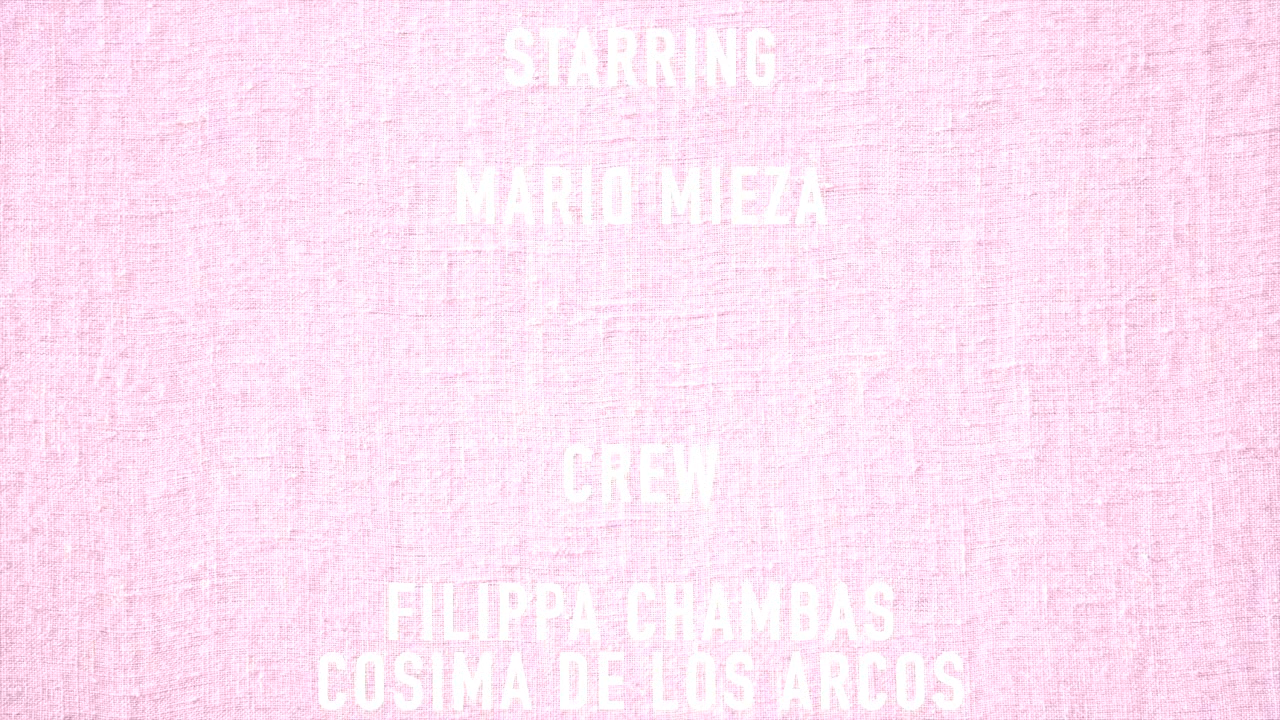 STARRING
MARIO MIEZA
CREW
FILIPPA CHAMBAS
COSIMA DE LOS ARCOS